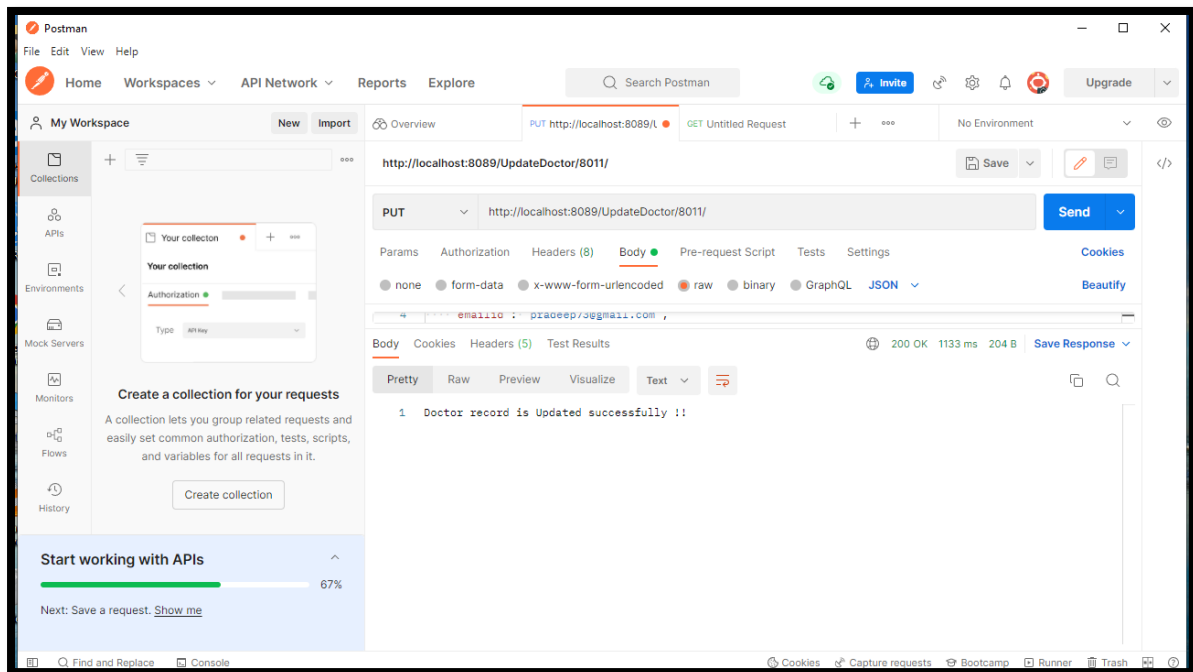 Postman
File Edit View Help
Home Workspaces API Network Reports Explore Search Postman Invite Upgrade
My Workspace New Import Overview PUT http://localhost:8089/U GET Untitled Request No Environment
Collections
http://localhost:8089/UpdateDoctor/8011/ Save
PUT http://localhost:8089/UpdateDoctor/8011/ Send
APIs
Your collecton
Params Authorization Headers (8) Body Pre-request Script Tests Settings Cookies
Your collection
Environments
none form-data x-www-form-urlencoded raw binary GraphQL JSON Beautify
Authorization
4 emailid : pradeep73@gmail.com ,
Type API Key
Mock Servers
Body Cookies Headers (5) Test Results 200 OK 1133 ms 204 B Save Response
Pretty Raw Preview Visualize Text
Monitors
Create a collection for your requests
1 Doctor record is Updated successfully !!
A collection lets you group related requests and
easily set common authorization, tests, scripts,
and variables for all requests in it.
Flows
Create collection
History
Start working with APIs
67%
Next: Save a request. Show me
Find and Replace Console Cookies Capture requests Bootcamp Runner Trash